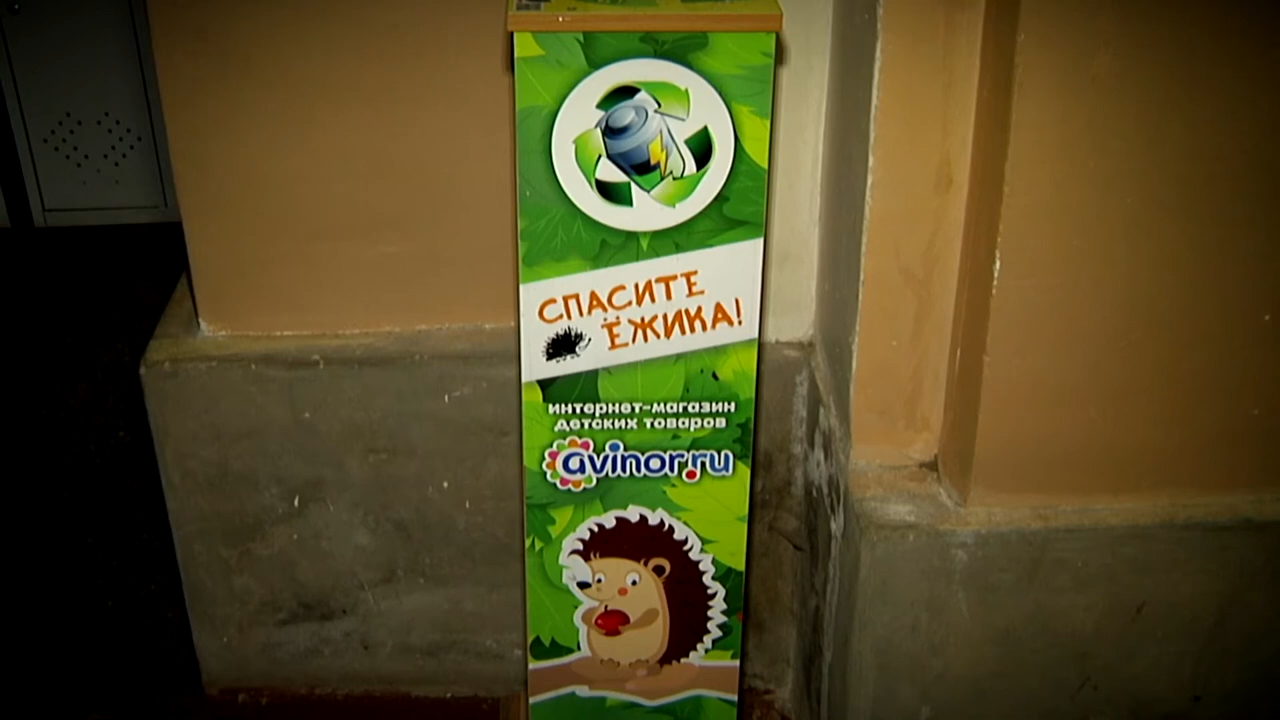 СПАСИТЕ
ЁЖИКА!
интернет-магазин
детских товаров
avinor.ru